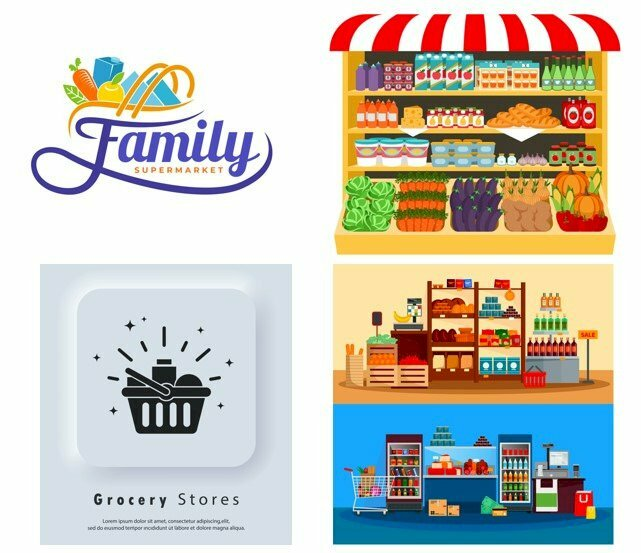 Family
SUPERMARKET
SALE
Grocery Stores
Lorem ipsum dolor sit amet, consectetur adipiscing,elit,
sed do euismod tempor incididunt ut labore et dolore magna aliqua.